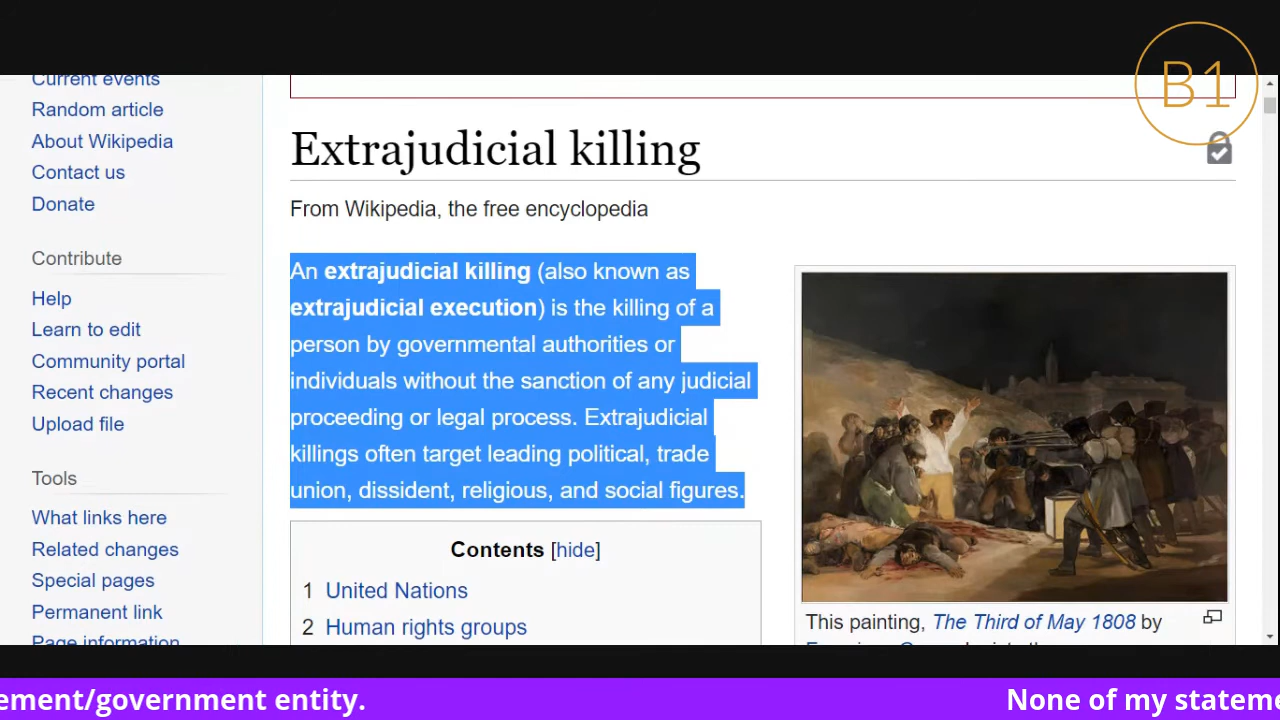 B1
Current events
Random article
About Wikipedia
Contact us
Donate
Contribute
Help
Learn to edit
Community portal
Recent changes
Upload file
Tools
What links here
Related changes
Special pages
Permanent link
Page information
Extrajudicial killing
From Wikipedia, the free encyclopedia
An extrajudicial killing (also known as
extrajudicial execution) is the killing of a
person by governmental authorities or
individuals without the sanction of any judicial
proceeding or legal process. Extrajudicial
killings often target leading political, trade
union, dissident, religious, and social figures.
Contents [hide]
1 United Nations
2 Human rights groups
This painting, The Third of May 1808 by
ement/government entity.
None of my stateme